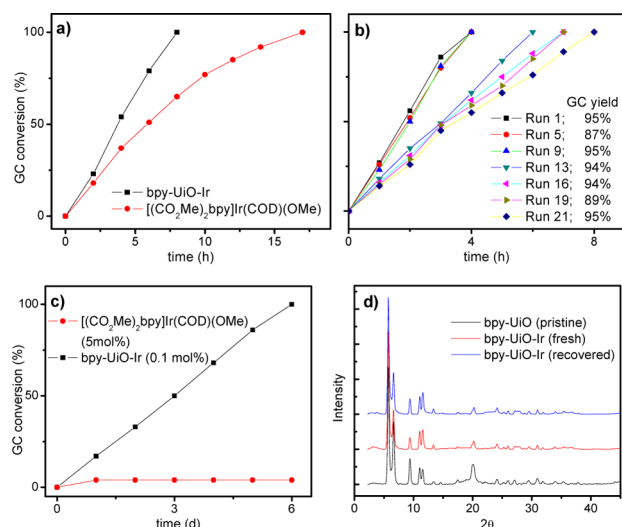 a)
GC conversion (%)
100
50
0
bpy-UiO-Ir
[(CO2Me)2bpy]Ir(COD)(OMe)
0 5 10 15
time (h)
b)
GC yield
Run 1; 95%
Run 5; 87%
Run 9; 95%
Run 13; 94%
Run 16; 94%
Run 19; 89%
Run 21; 95%
0 4 8
time (h)
c)
GC conversion (%)
100
50
0
[(CO2Me)2bpy]Ir(COD)(OMe)
(5mol%)
bpy-UiO-Ir (0.1 mol%)
0 3 6
time (d)
d)
Intensity
bpy-UiO (pristine)
bpy-UiO-Ir (fresh)
bpy-UiO-Ir (recovered)
0 10 20 30 40
2θ